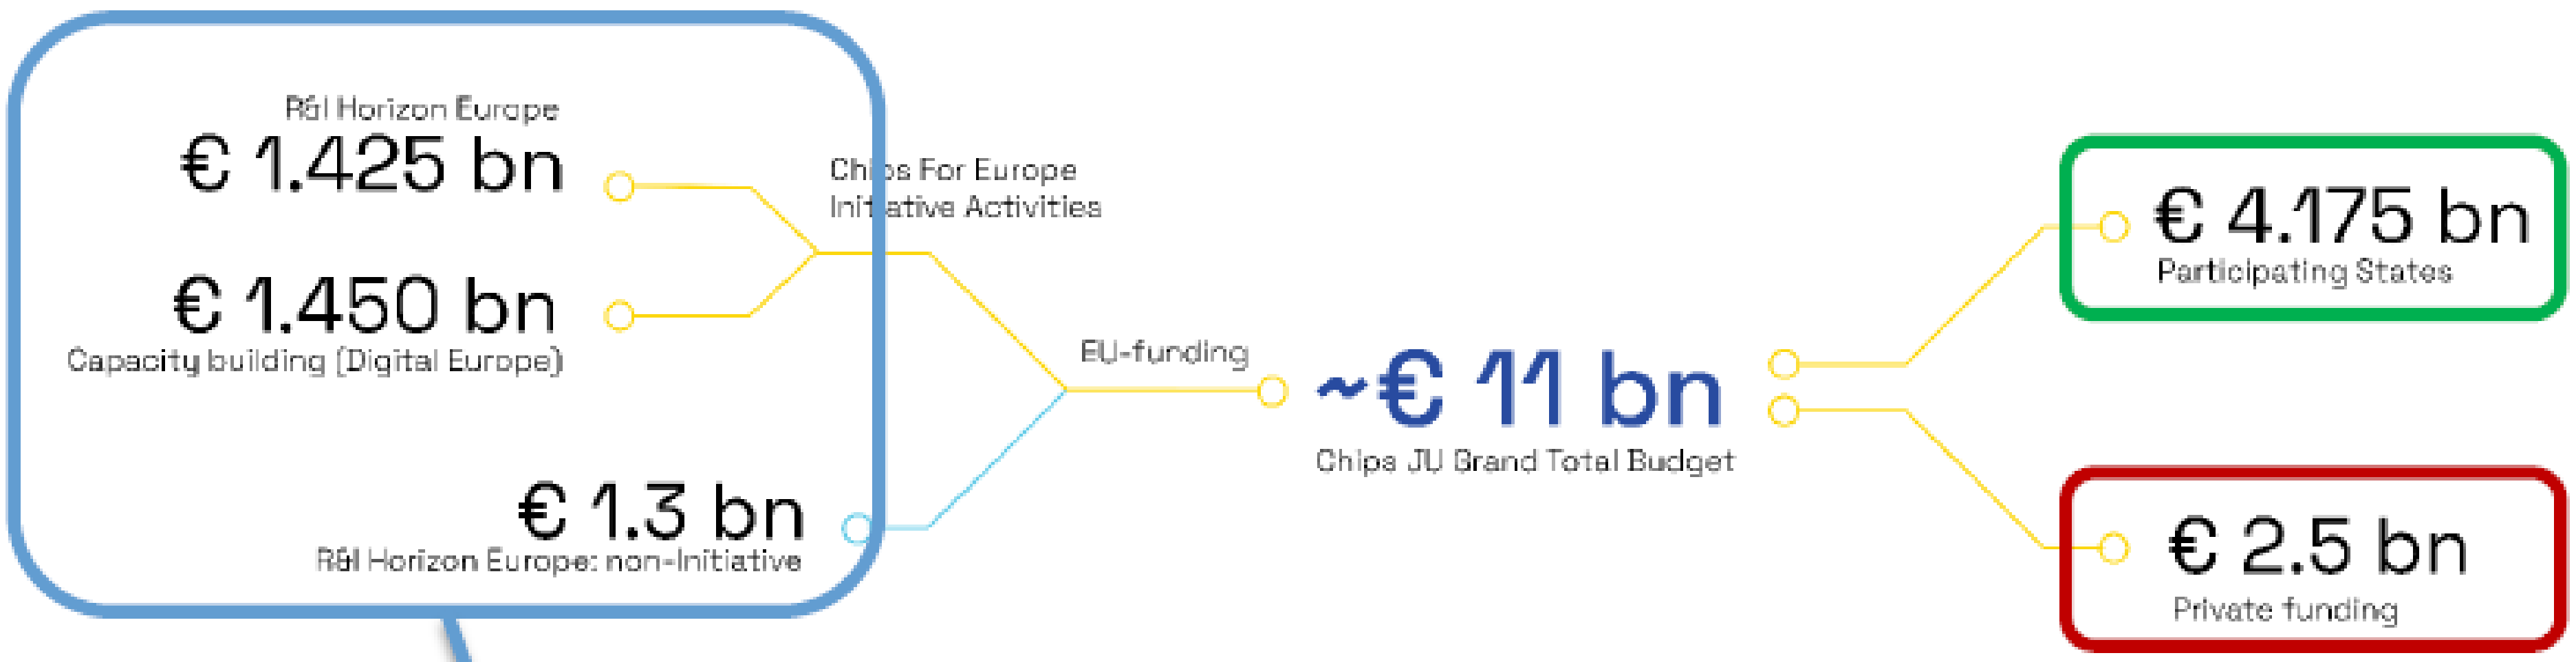 R&I Horizon Europe
€ 1.425 bn
€ 1.450 bn
Capacity building (Digital Europe)
€ 1.3 bn
R&I Horizon Europe: non-Initiative
Chips For Europe
Initiative Activities
EU-funding
~€ 11 bn
Chips JU Grand Total Budget
€ 4.175 bn
Participating States
€ 2.5 bn
Private funding